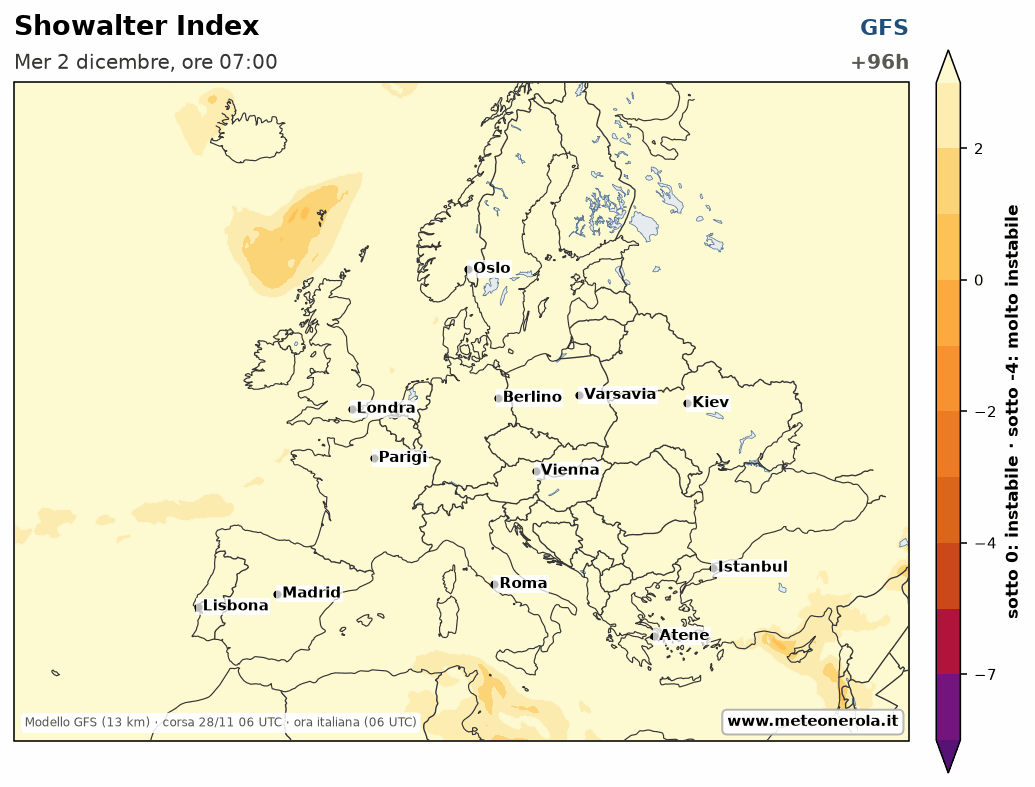 Showalter Index
GFS
Mer 2 dicembre, ore 07:00
+96h
Oslo
Berlino
Varsavia
Kiev
Londra
Parigi
Vienna
Istanbul
Roma
Madrid
Lisbona
Atene
Modello GFS (13 km) · corsa 28/11 06 UTC · ora italiana (06 UTC)
www.meteonerola.it
2
0
−2
−4
−7
sotto 0: instabile · sotto -4: molto instabile